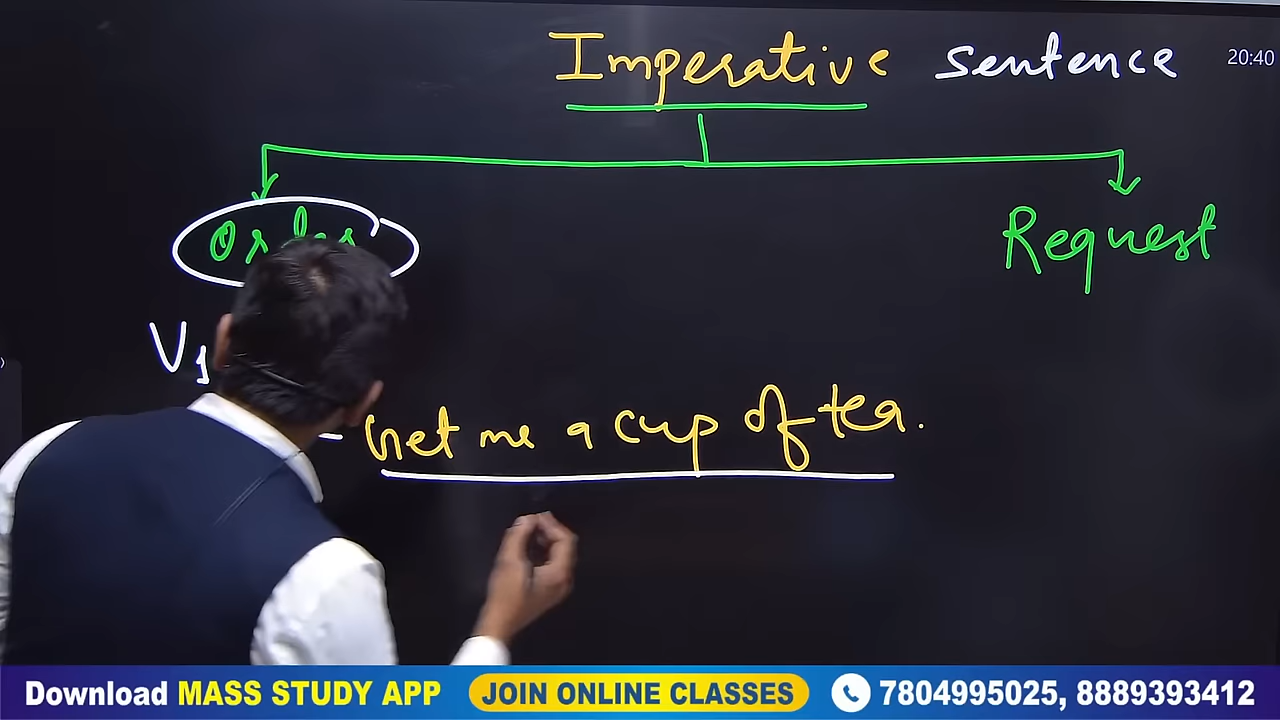 Imperative sentence
20:40
Order
Request
V1
Get me a cup of tea.
Download MASS STUDY APP JOIN ONLINE CLASSES 7804995025, 8889393412